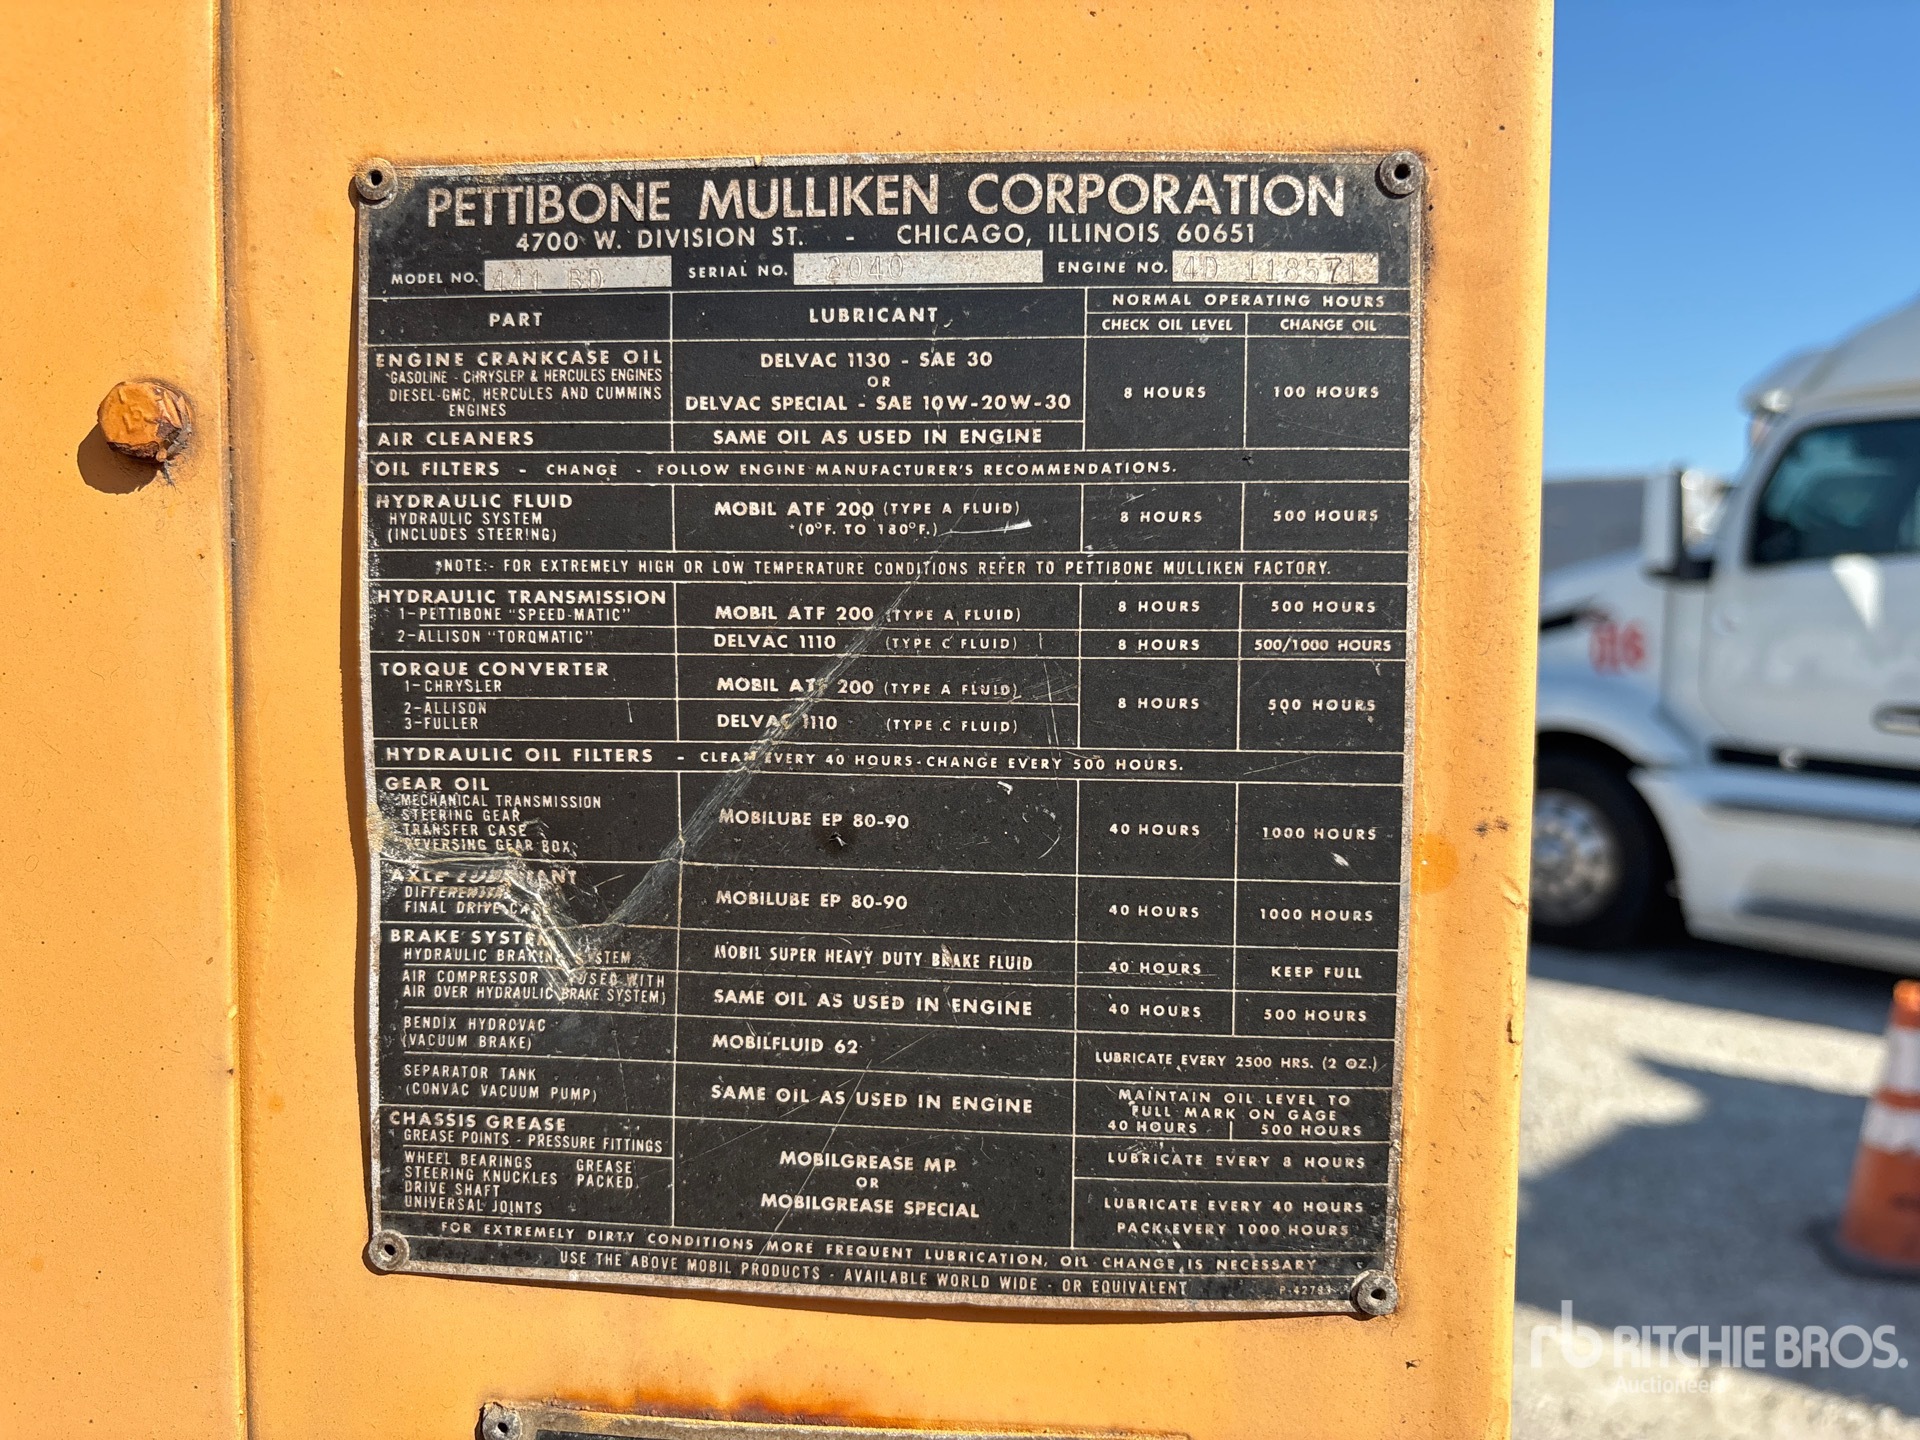 PETTIBONE MULLIKEN CORPORATION
4700 W. DIVISION ST. - CHICAGO, ILLINOIS 60651
MODEL NO. 441 BD SERIAL NO. 2040 ENGINE NO. 4D 118571
PART LUBRICANT NORMAL OPERATING HOURS
CHECK OIL LEVEL CHANGE OIL
ENGINE CRANKCASE OIL
GASOLINE - CHRYSLER & HERCULES ENGINES
DIESEL-GMC, HERCULES AND CUMMINS
ENGINES
DELVAC 1130 - SAE 30
OR
DELVAC SPECIAL - SAE 10W-20W-30
8 HOURS 100 HOURS
AIR CLEANERS SAME OIL AS USED IN ENGINE
OIL FILTERS - CHANGE - FOLLOW ENGINE MANUFACTURER'S RECOMMENDATIONS.
HYDRAULIC FLUID
HYDRAULIC SYSTEM
(INCLUDES STEERING)
MOBIL ATF 200 (TYPE A FLUID)
*(0°F. TO 180°F.)
8 HOURS 500 HOURS
*NOTE:- FOR EXTREMELY HIGH OR LOW TEMPERATURE CONDITIONS REFER TO PETTIBONE MULLIKEN FACTORY.
HYDRAULIC TRANSMISSION
1-PETTIBONE "SPEED-MATIC" MOBIL ATF 200 (TYPE A FLUID) 8 HOURS 500 HOURS
2-ALLISON "TORQMATIC" DELVAC 1110 (TYPE C FLUID) 8 HOURS 500/1000 HOURS
TORQUE CONVERTER
1-CHRYSLER MOBIL ATF 200 (TYPE A FLUID)
2-ALLISON
3-FULLER DELVAC 1110 (TYPE C FLUID)
8 HOURS 500 HOURS
HYDRAULIC OIL FILTERS - CLEAN EVERY 40 HOURS-CHANGE EVERY 500 HOURS.
GEAR OIL
MECHANICAL TRANSMISSION
STEERING GEAR
TRANSFER CASE
REVERSING GEAR BOX
MOBILUBE EP 80-90 40 HOURS 1000 HOURS
AXLE LUBRICANT
DIFFERENTIAL
FINAL DRIVE
MOBILUBE EP 80-90 40 HOURS 1000 HOURS
BRAKE SYSTEM
HYDRAULIC BRAKING SYSTEM MOBIL SUPER HEAVY DUTY BRAKE FLUID 40 HOURS KEEP FULL
AIR COMPRESSOR (USED WITH
AIR OVER HYDRAULIC BRAKE SYSTEM) SAME OIL AS USED IN ENGINE 40 HOURS 500 HOURS
BENDIX HYDROVAC
(VACUUM BRAKE) MOBILFLUID 62 LUBRICATE EVERY 2500 HRS. (2 OZ.)
SEPARATOR TANK
(CONVAC VACUUM PUMP) SAME OIL AS USED IN ENGINE
MAINTAIN OIL LEVEL TO
FULL MARK ON GAGE
40 HOURS 500 HOURS
CHASSIS GREASE
GREASE POINTS - PRESSURE FITTINGS
LUBRICATE EVERY 8 HOURS
WHEEL BEARINGS GREASE
STEERING KNUCKLES PACKED
DRIVE SHAFT
UNIVERSAL JOINTS
MOBILGREASE MP
OR
MOBILGREASE SPECIAL
LUBRICATE EVERY 40 HOURS
PACK EVERY 1000 HOURS
FOR EXTREMELY DIRTY CONDITIONS MORE FREQUENT LUBRICATION, OIL CHANGE IS NECESSARY
USE THE ABOVE MOBIL PRODUCTS - AVAILABLE WORLD WIDE - OR EQUIVALENT
rb RITCHIE BROS.
Auctioneers